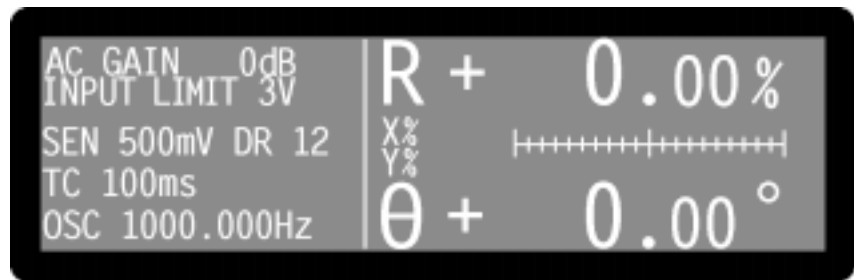 AC GAIN 0dB
INPUT LIMIT 3V
SEN 500mV DR 12
TC 100ms
OSC 1000.000Hz
R + 0.00%
X%
Y%
θ + 0.00°